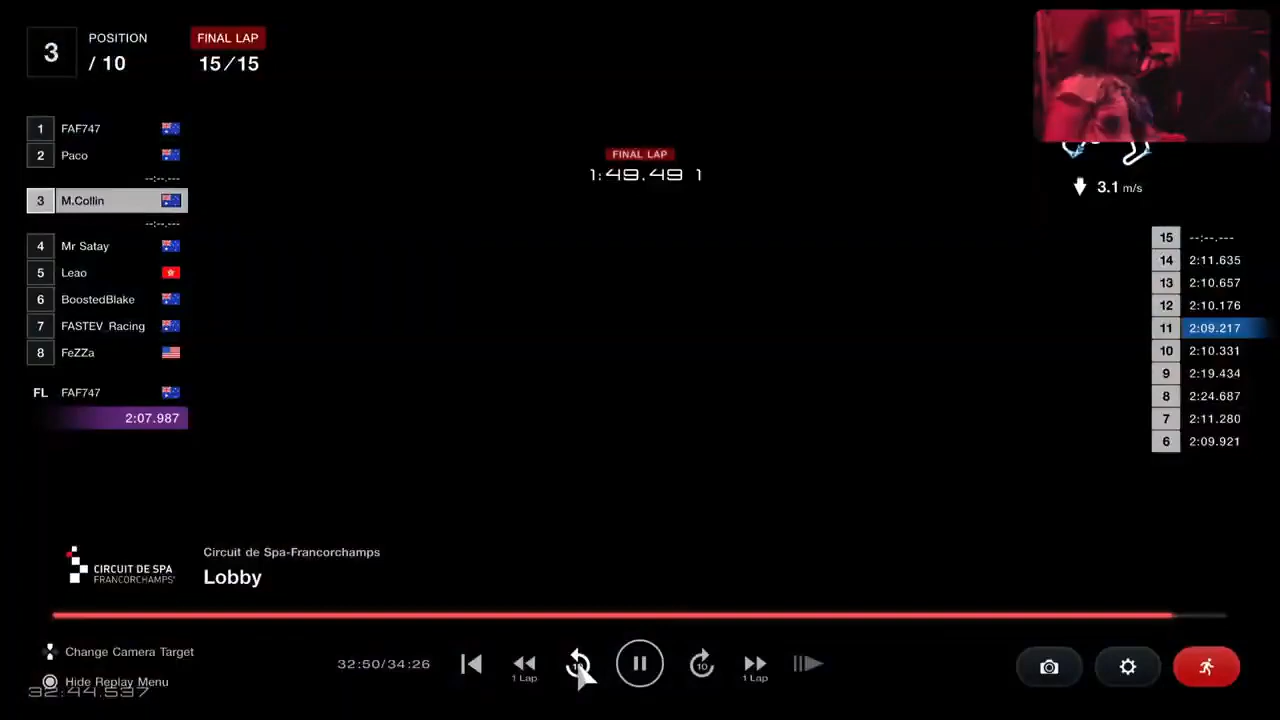 3
POSITION
/ 10
FINAL LAP
15/15
1 FAF747
2 Paco
--:--.---
3 M.Collin
--:--.---
4 Mr Satay
5 Leao
6 BoostedBlake
7 FASTEV_Racing
8 FeZZa
FL FAF747
2:07.987
FINAL LAP
1:49.49 1
3.1 m/s
15 --:--.---
14 2:11.635
13 2:10.657
12 2:10.176
11 2:09.217
10 2:10.331
9 2:19.434
8 2:24.687
7 2:11.280
6 2:09.921
CIRCUIT DE SPA
FRANCORCHAMPS
Circuit de Spa-Francorchamps
Lobby
Change Camera Target
Hide Replay Menu
32:44.537
32:50/34:26
1 Lap
10
10
1 Lap